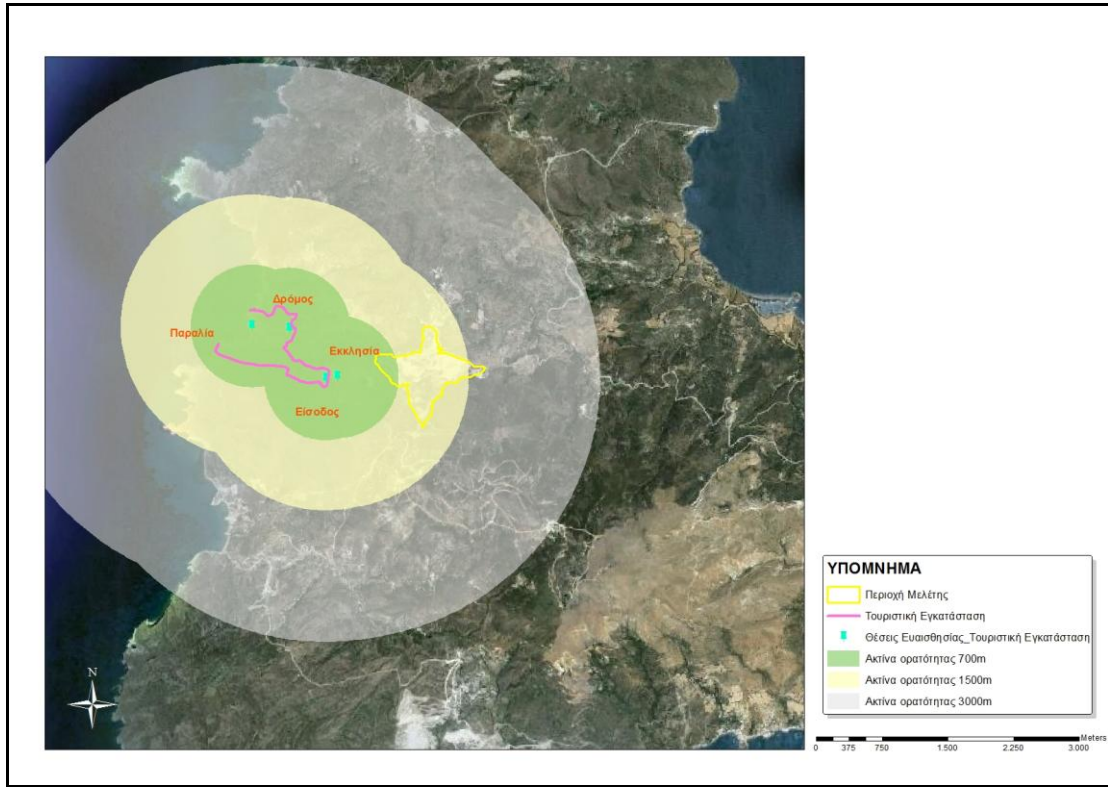 Δρόμος
Παραλία
Εκκλησία
Είσοδος
N
ΥΠΟΜΝΗΜΑ
Περιοχή Μελέτης
Τουριστική Εγκατάσταση
Θέσεις Ευαισθησίας_Τουριστική Εγκατάσταση
Ακτίνα ορατότητας 700m
Ακτίνα ορατότητας 1500m
Ακτίνα ορατότητας 3000m
Meters
0 375 750 1.500 2.250 3.000